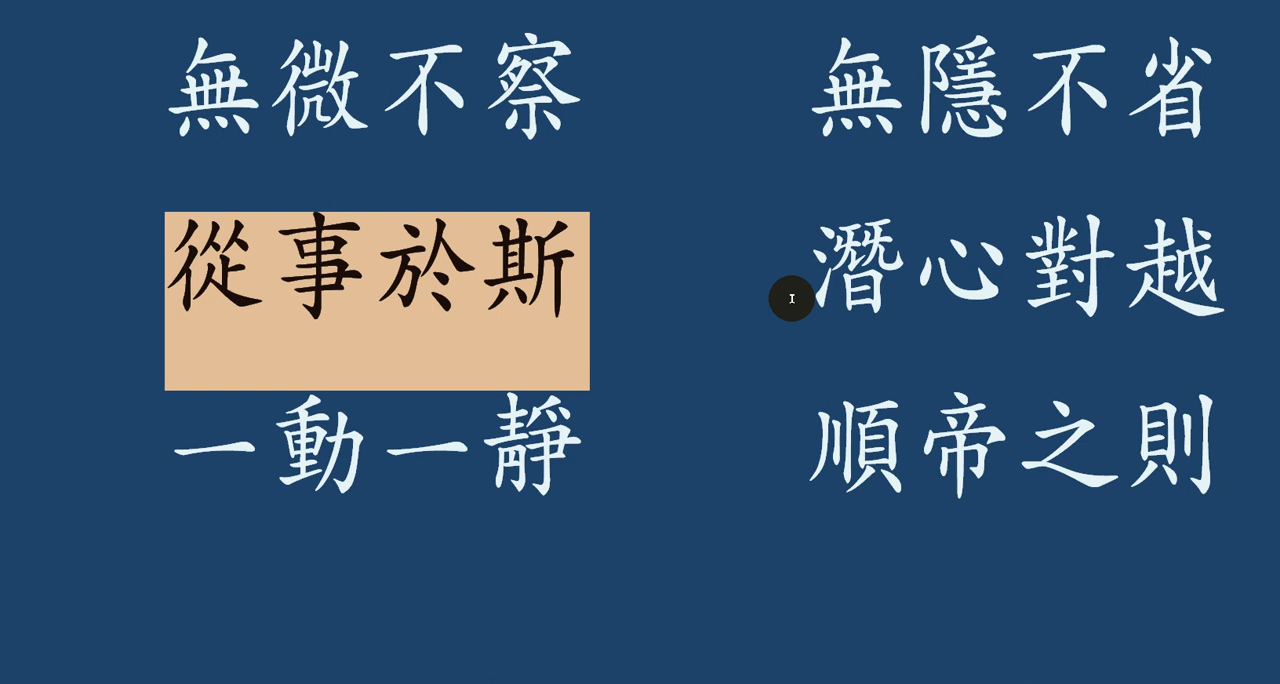 無微不察 無隱不省
從事於斯 潛心對越
一動一靜 順帝之則